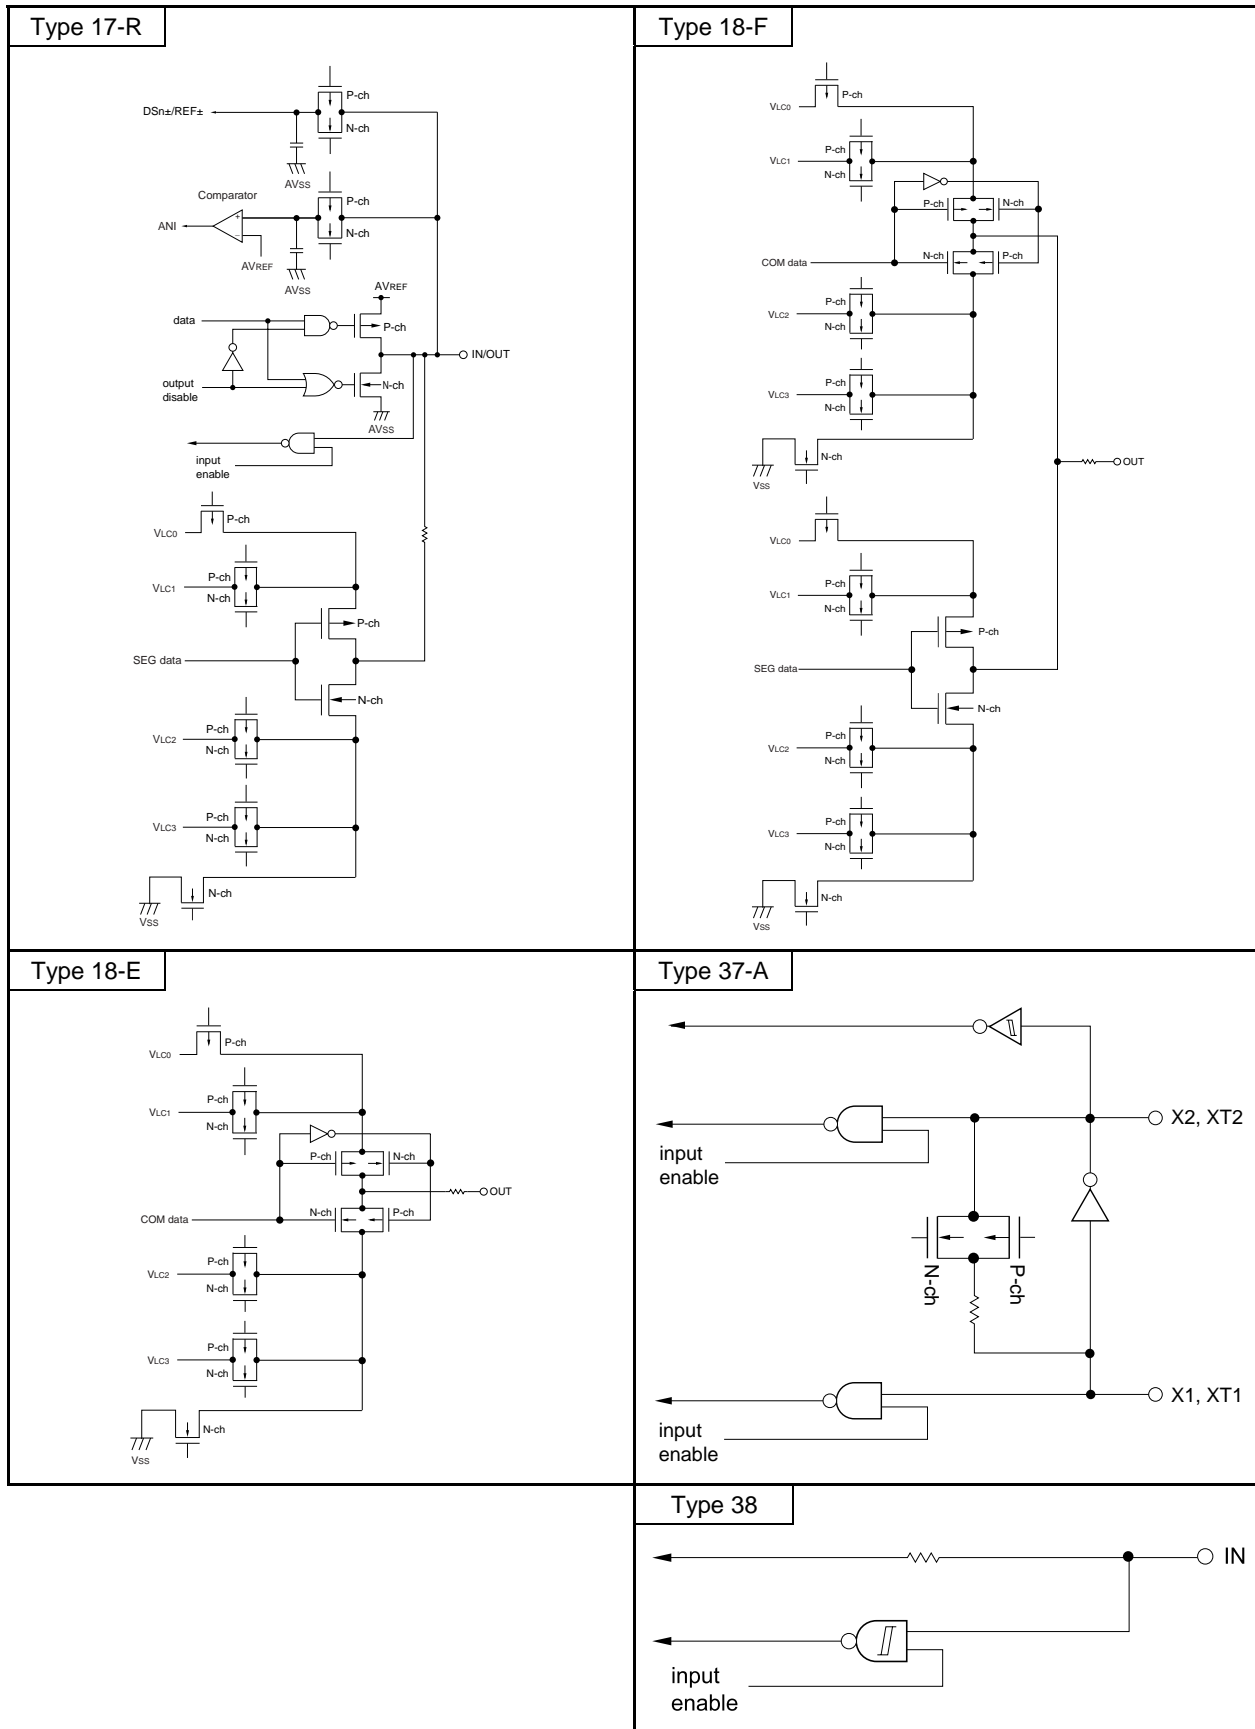 Type 17-R
P-ch
DSn±/REF±
N-ch
AVSS
Comparator
P-ch
+
ANI
N-ch
−
AVREF
AVSS
AVREF
data
P-ch
IN/OUT
output
disable
N-ch
AVSS
input
enable
P-ch
VLC0
P-ch
VLC1
N-ch
P-ch
SEG data
N-ch
P-ch
VLC2
N-ch
P-ch
VLC3
N-ch
N-ch
VSS
Type 18-F
P-ch
VLC0
P-ch
VLC1
N-ch
P-ch
N-ch
N-ch
P-ch
COM data
P-ch
VLC2
N-ch
P-ch
VLC3
N-ch
N-ch
OUT
VSS
P-ch
VLC0
P-ch
VLC1
N-ch
P-ch
SEG data
N-ch
P-ch
VLC2
N-ch
P-ch
VLC3
N-ch
N-ch
VSS
Type 18-E
P-ch
VLC0
P-ch
VLC1
N-ch
P-ch
N-ch
OUT
N-ch
P-ch
COM data
P-ch
VLC2
N-ch
P-ch
VLC3
N-ch
N-ch
VSS
Type 37-A
X2, XT2
input
enable
N-ch
P-ch
X1, XT1
input
enable
Type 38
IN
input
enable